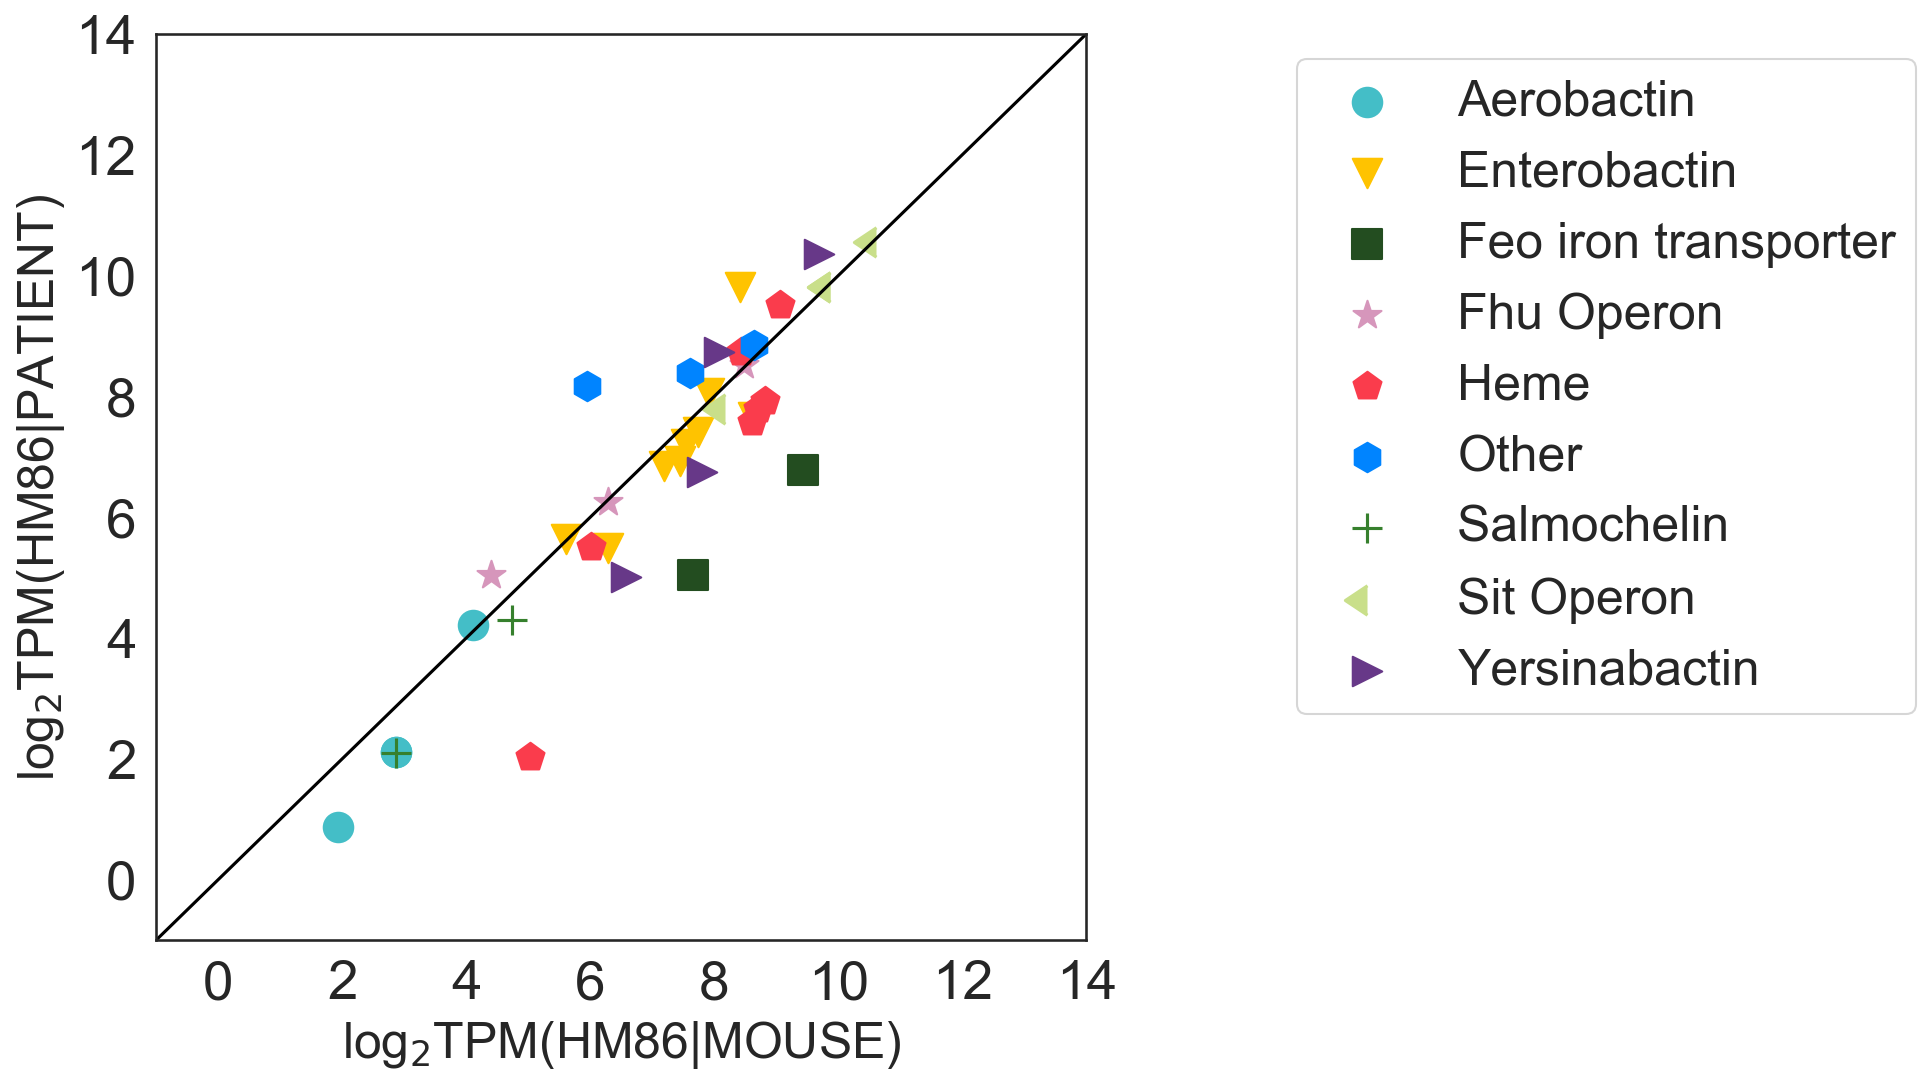 14
12
10
8
6
4
2
0
log₂TPM(HM86|PATIENT)
0 2 4 6 8 10 12 14
log₂TPM(HM86|MOUSE)
Aerobactin
Enterobactin
Feo iron transporter
Fhu Operon
Heme
Other
Salmochelin
Sit Operon
Yersinabactin